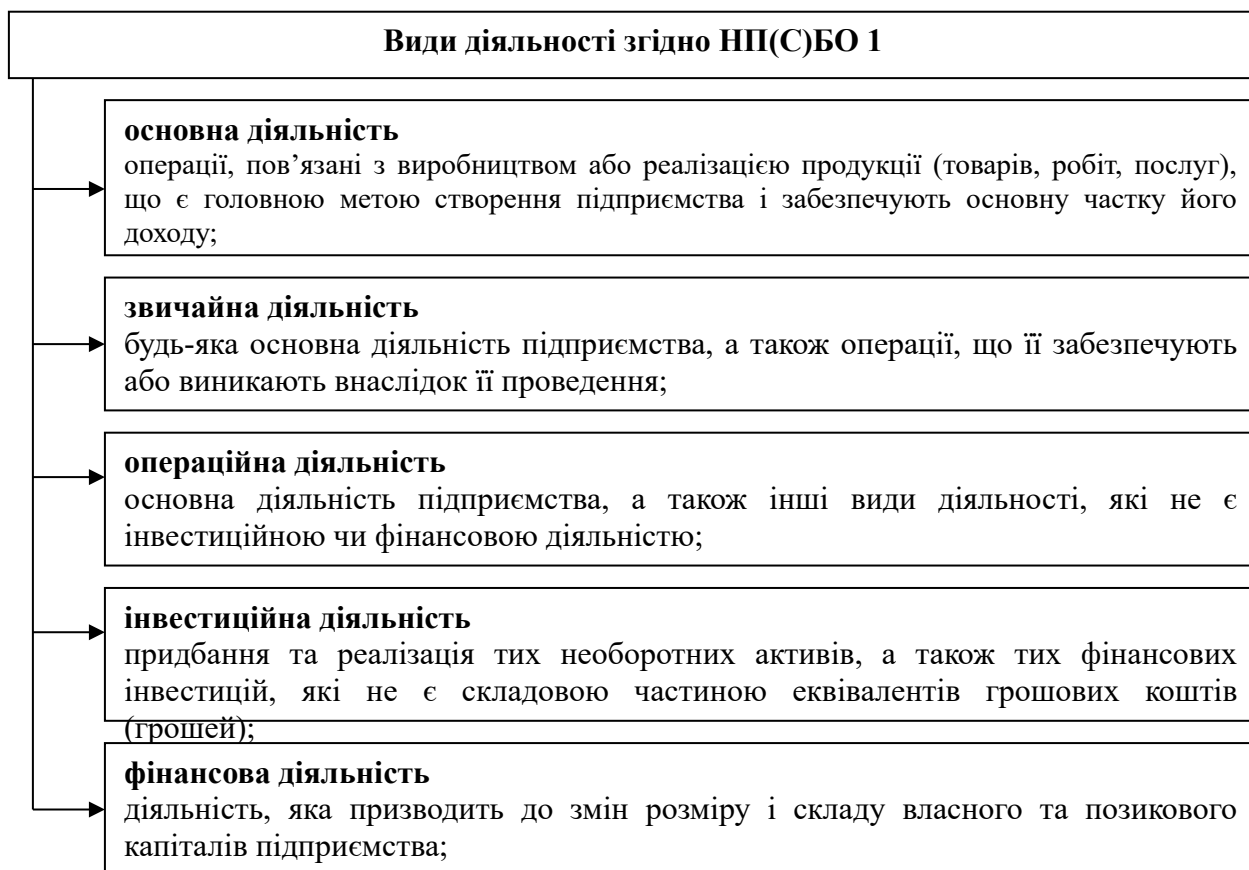 Види діяльності згідно НП(С)БО 1
основна діяльність
операції, пов’язані з виробництвом або реалізацією продукції (товарів, робіт, послуг),
що є головною метою створення підприємства і забезпечують основну частку його
доходу;
звичайна діяльність
будь-яка основна діяльність підприємства, а також операції, що її забезпечують
або виникають внаслідок її проведення;
операційна діяльність
основна діяльність підприємства, а також інші види діяльності, які не є
інвестиційною чи фінансовою діяльністю;
інвестиційна діяльність
придбання та реалізація тих необоротних активів, а також тих фінансових
інвестицій, які не є складовою частиною еквівалентів грошових коштів
(грошей);
фінансова діяльність
діяльність, яка призводить до змін розміру і складу власного та позикового
капіталів підприємства;